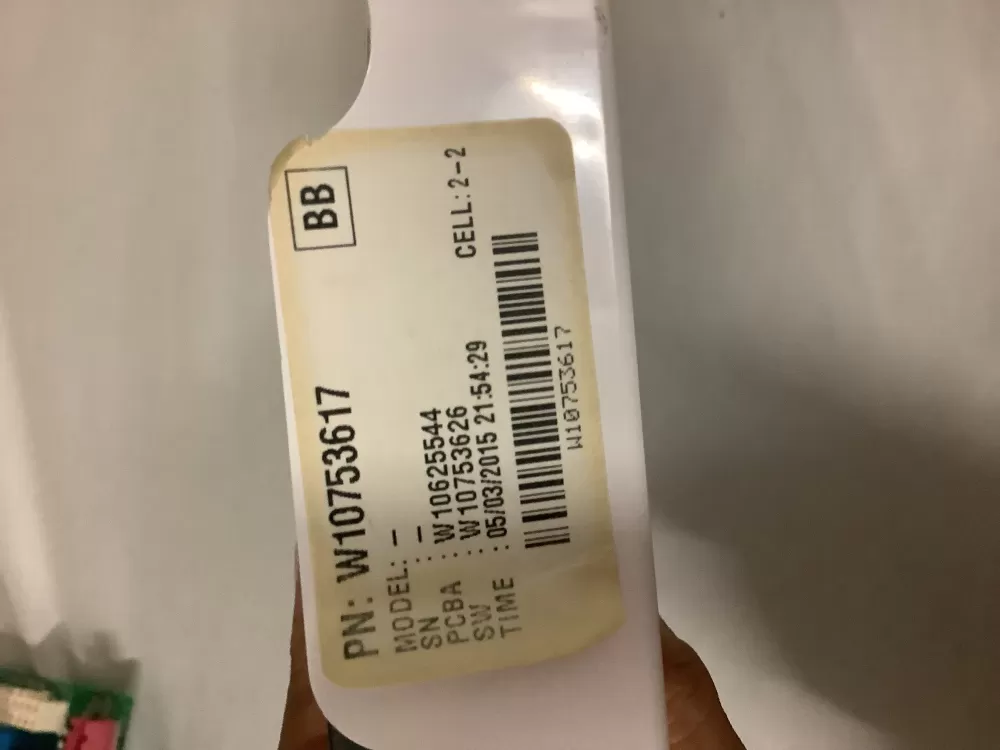 BB
PN: W10753617
MODEL: –
SN : –
PCBA : W10625544
SW : W10753626
TIME : 05/03/2015 21:54:29 CELL: 2-2
W10753617